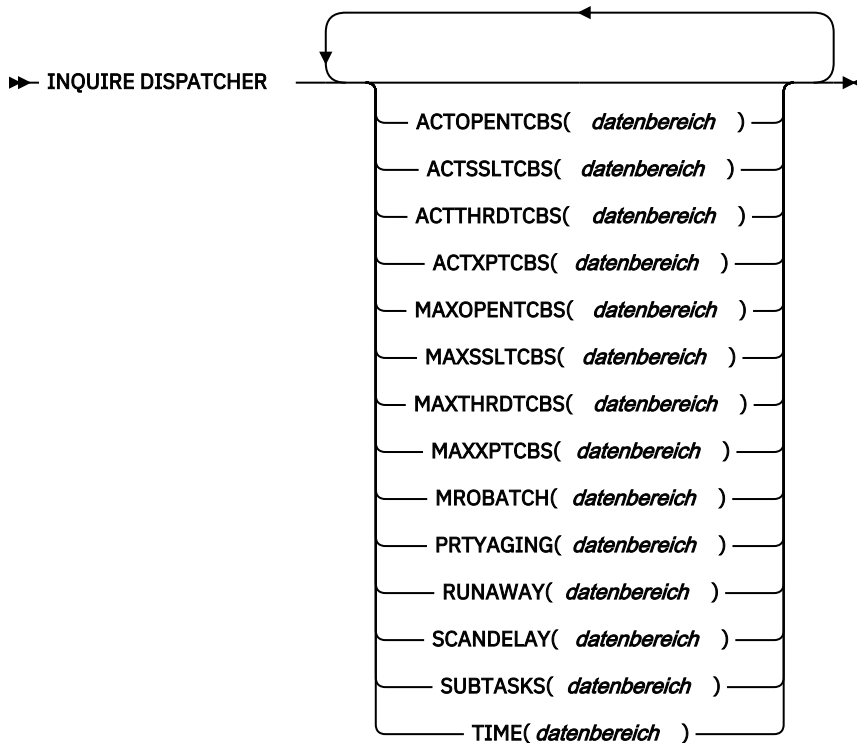 INQUIRE DISPATCHER
ACTOPENTCBS( datenbereich )
ACTSSLTCBS( datenbereich )
ACTTHRDTCBS( datenbereich )
ACTXPTCBS( datenbereich )
MAXOPENTCBS( datenbereich )
MAXSSLTCBS( datenbereich )
MAXTHRDTCBS( datenbereich )
MAXXPTCBS( datenbereich )
MROBATCH( datenbereich )
PRTYAGING( datenbereich )
RUNAWAY( datenbereich )
SCANDELAY( datenbereich )
SUBTASKS( datenbereich )
TIME( datenbereich )